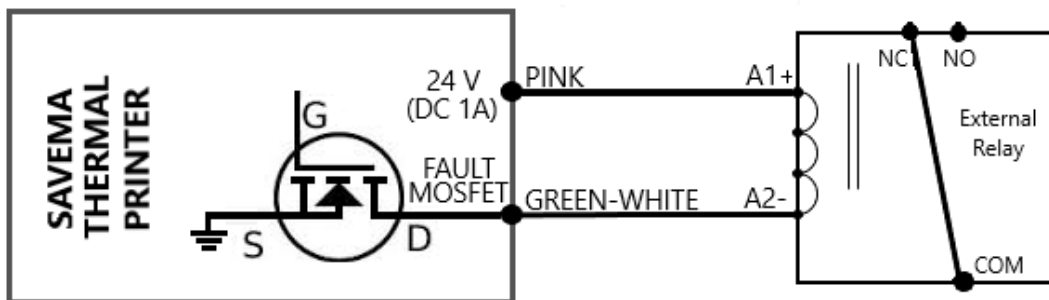 SAVEMA
THERMAL
PRINTER
24 V
(DC 1A)
PINK
G
FAULT
MOSFET
GREEN-WHITE
S
D
A1+
A2-
NC
NO
External
Relay
COM